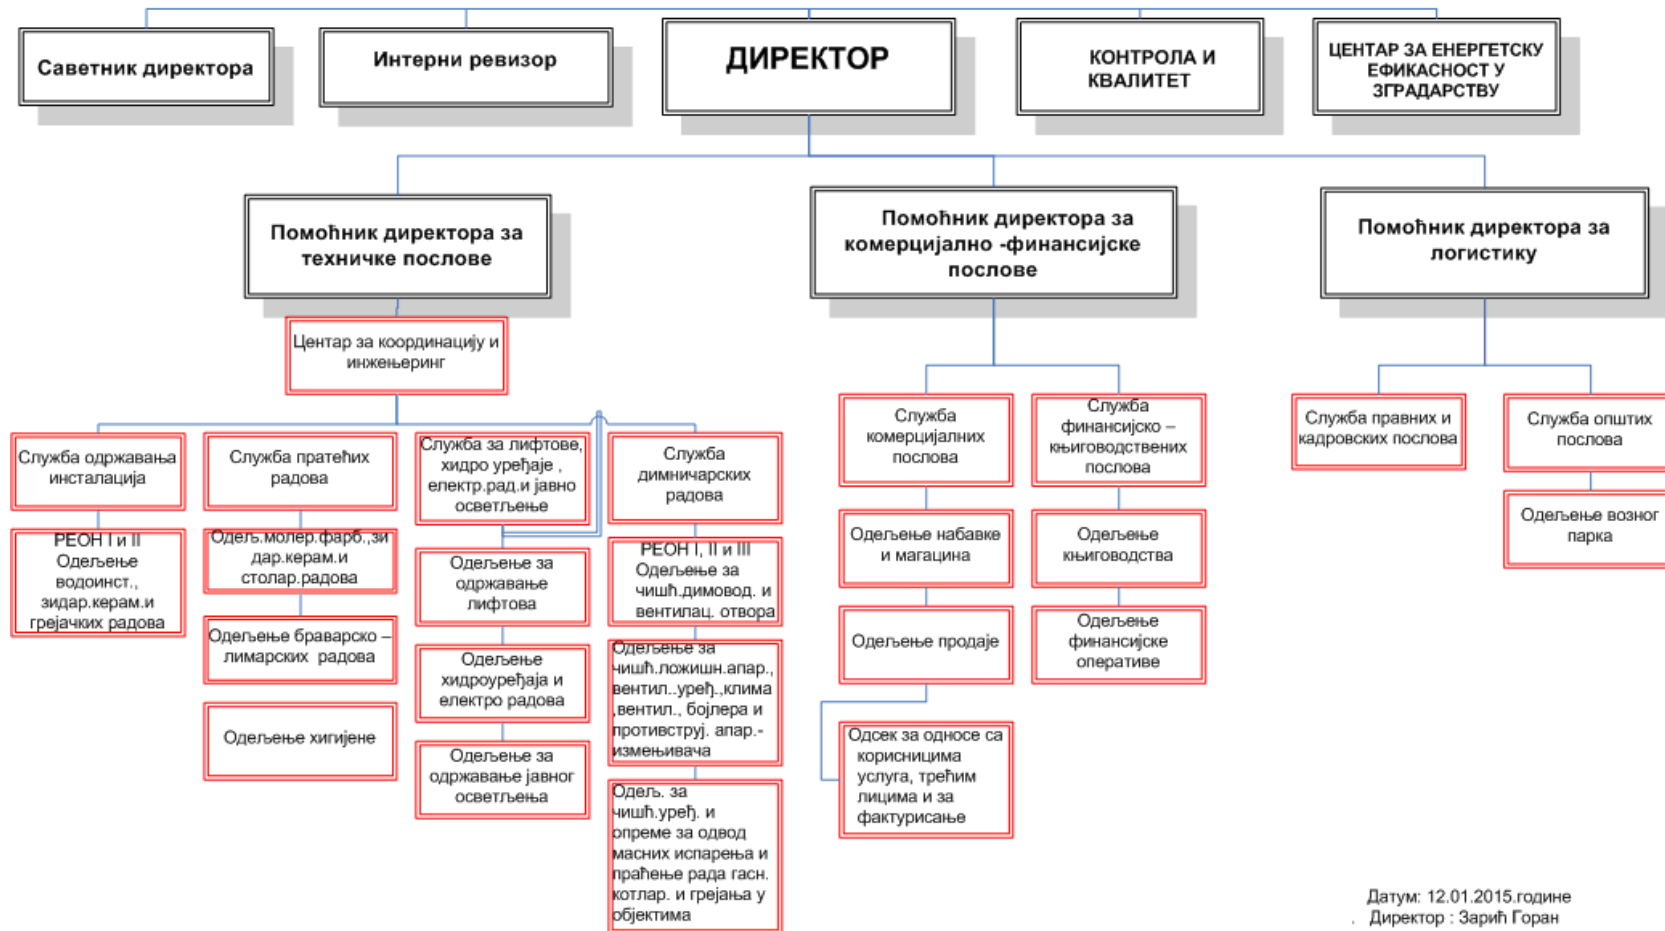 Саветник директора
Интерни ревизор
ДИРЕКТОР
КОНТРОЛА И
КВАЛИТЕТ
ЦЕНТАР ЗА ЕНЕРГЕТСКУ
ЕФИКАСНОСТ У
ЗГРАДАРСТВУ
Помоћник директора за
техничке послове
Помоћник директора за
комерцијално -финансијске
послове
Помоћник директора за
логистику
Центар за координацију и
инжењеринг
Служба одржавања
инсталација
РЕОН I и II
Одељење
водоинст.,
зидар.керам.и
грејачких радова
Служба пратећих
радова
Одељ.молер.фарб.,зи
дар.керам.и
столар.радова
Одељење браварско –
лимарских радова
Одељење хигијене
Служба за лифтове,
хидро уређаје ,
електр.рад.и јавно
осветљење
Одељење за
одржавање
лифтова
Одељење
хидроуређаја и
електро радова
Одељење за
одржавање јавног
осветљења
Служба
димничарских
радова
РЕОН I, II и III
Одељење за
чишћ.димовод. и
вентилац. отвора
Одељење за
чишћ.ложишн.апар.,
вентил..уређ.,клима
,вентил., бојлера и
противструј. апар.-
измењивача
Одељ. за
чишћ.уређ. и
опреме за одвод
масних испарења и
праћење рада гасн.
котлар. и грејања у
објектима
Служба
комерцијалних
послова
Одељење набавке
и магацина
Одељење продаје
Одсек за односе са
корисницима
услуга, трећим
лицима и за
фактурисање
Служба
финансијско –
књиговодствених
послова
Одељење
књиговодства
Одељење
финансијске
оперативе
Служба правних и
кадровских послова
Служба општих
послова
Одељење возног
парка
Датум: 12.01.2015.године
. Директор : Зарић Горан